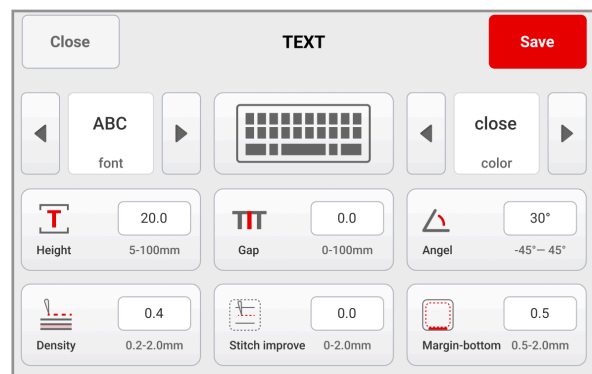 Close
TEXT
Save
ABC
font
close
color
T
20.0
Height
5-100mm
TTT
0.0
Gap
0-100mm
30°
Angel
-45°— 45°
0.4
Density
0.2-2.0mm
0.0
Stitch improve
0-2.0mm
0.5
Margin-bottom
0.5-2.0mm